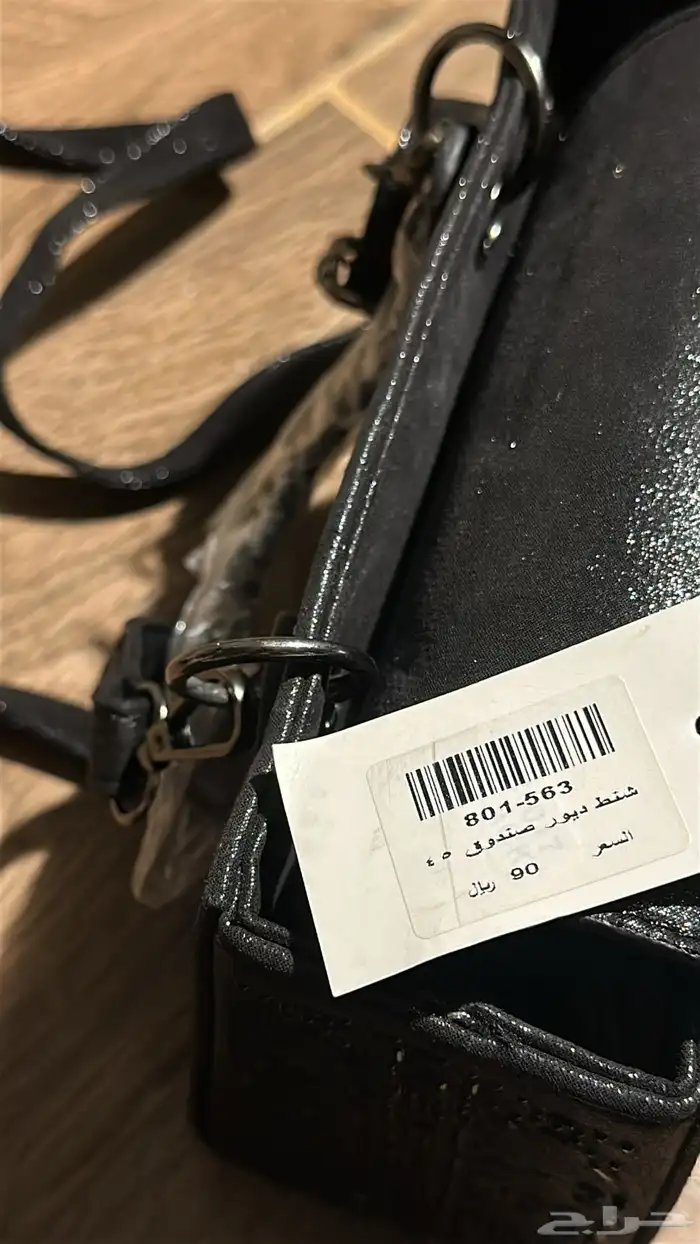 801-563
شنط ديور صندوق ٤٥
السعر 90 ريال
حراج